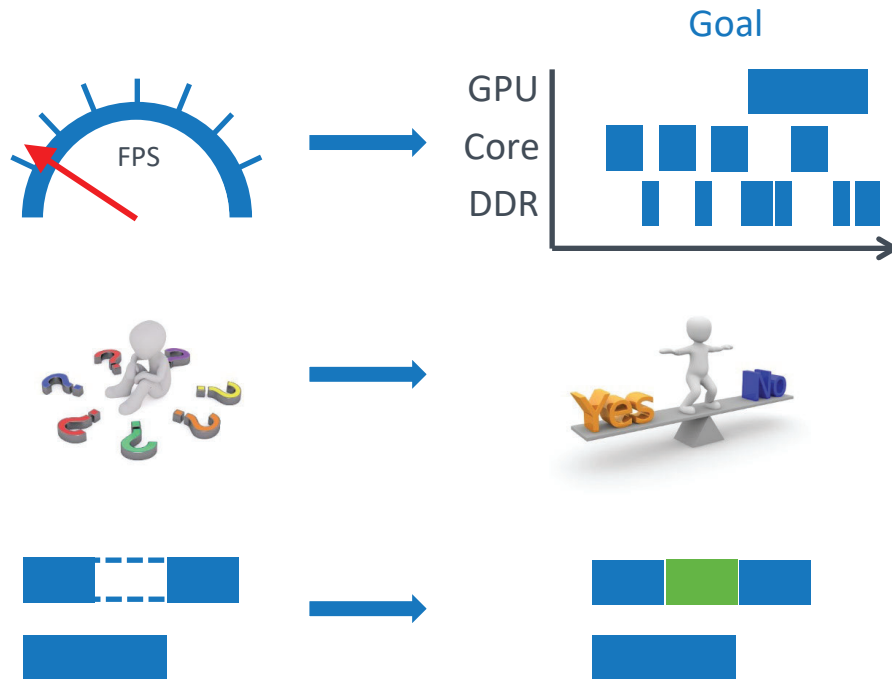 Goal
GPU
FPS
Core
DDR
Yes
No